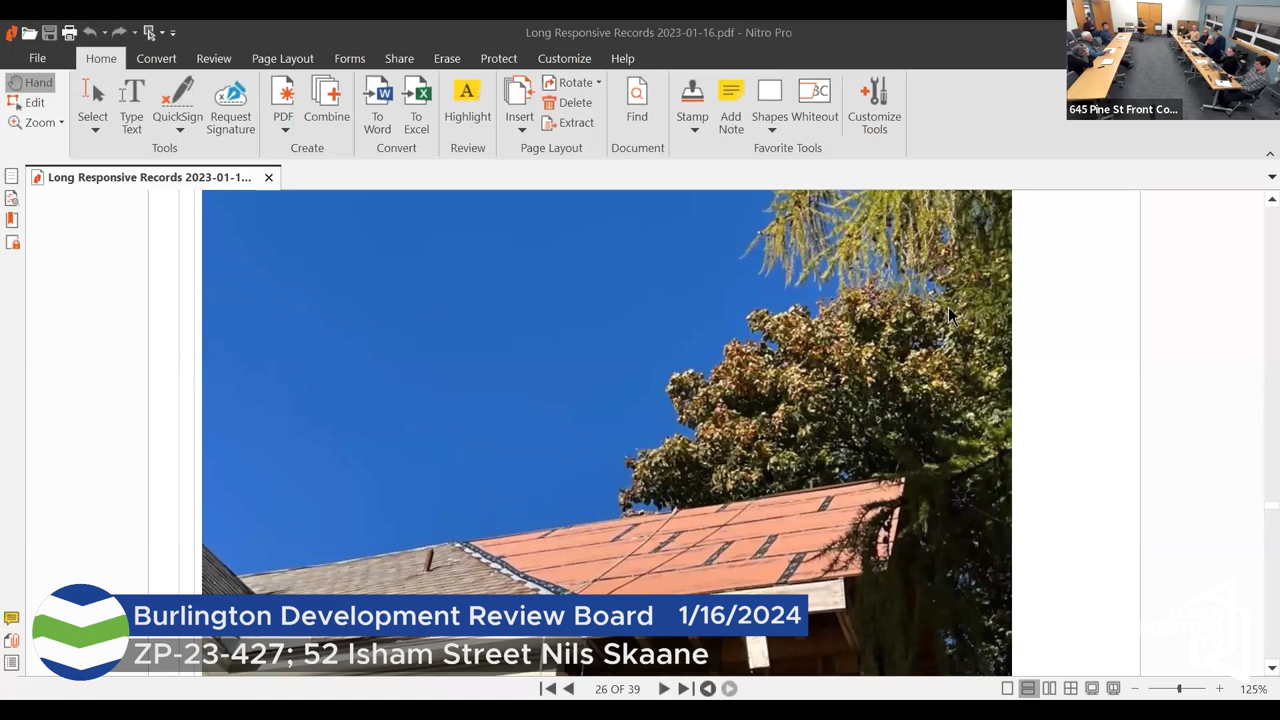 Long Responsive Records 2023-01-16.pdf - Nitro Pro
File Home Convert Review Page Layout Forms Share Erase Protect Customize Help
Hand
Edit
Zoom
Select
Type Text
QuickSign
Request Signature
Tools
PDF
Combine
Create
To Word
To Excel
Convert
Highlight
Review
Insert
Rotate
Delete
Extract
Page Layout
Find
Document
Stamp
Add Note
Shapes
Whiteout
Favorite Tools
Customize Tools
645 Pine St Front Co...
Long Responsive Records 2023-01-1...
Burlington Development Review Board 1/16/2024
ZP-23-427; 52 Isham Street Nils Skaane
TOWN
MEETING
TV
26 OF 39
125%